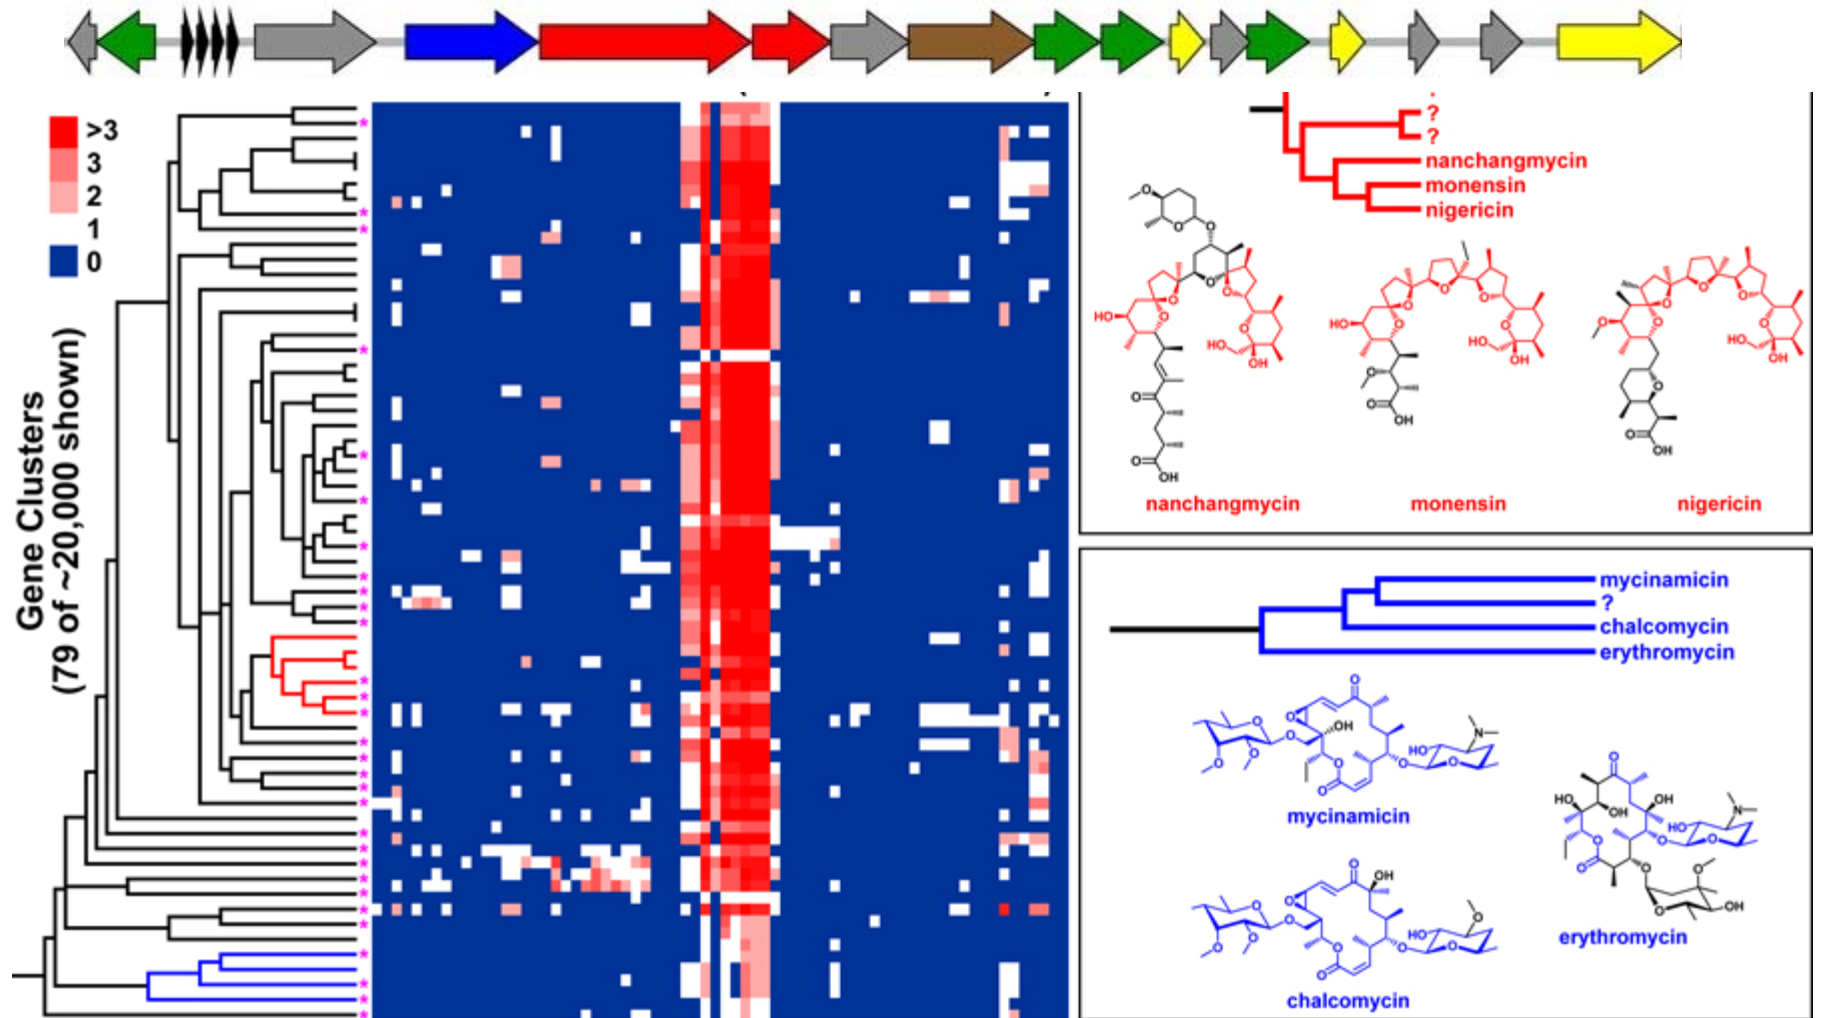 >3
3
2
1
0
Gene Clusters
(79 of ~20,000 shown)
?
?
nanchangmycin
monensin
nigericin
O
O
O
O
O
O
O
HO
O
HO
OH
O
O
OH
nanchangmycin
O
O
O
O
O
HO
HO
OH
O
O
OH
monensin
O
O
O
O
O
O
HO
OH
O
O
OH
nigericin
mycinamicin
?
chalcomycin
erythromycin
O
O
OH
O
O
O
O
O
O
O
HO
O
N
mycinamicin
O
OH
O
O
O
O
O
O
O
O
HO
O
O
chalcomycin
O
HO
OH
OH
O
O
HO
O
O
N
O
O
O
OH
erythromycin